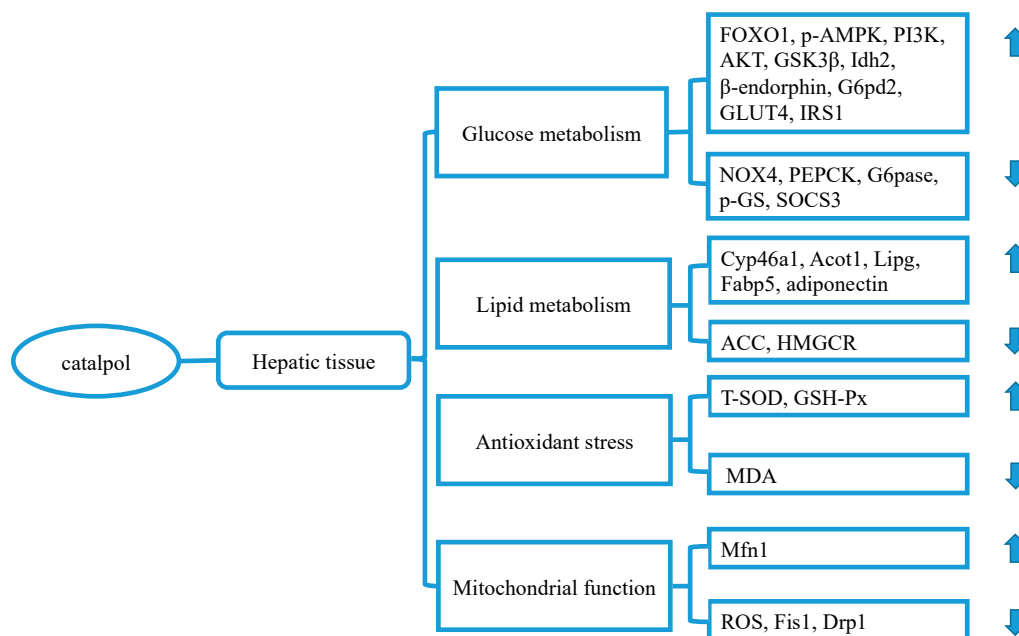 catalpol
Hepatic tissue
Glucose metabolism
FOXO1, p-AMPK, PI3K,
AKT, GSK3β, Idh2,
β-endorphin, G6pd2,
GLUT4, IRS1
NOX4, PEPCK, G6pase,
p-GS, SOCS3
Lipid metabolism
Cyp46a1, Acot1, Lipg,
Fabp5, adiponectin
ACC, HMGCR
Antioxidant stress
T-SOD, GSH-Px
MDA
Mitochondrial function
Mfn1
ROS, Fis1, Drp1